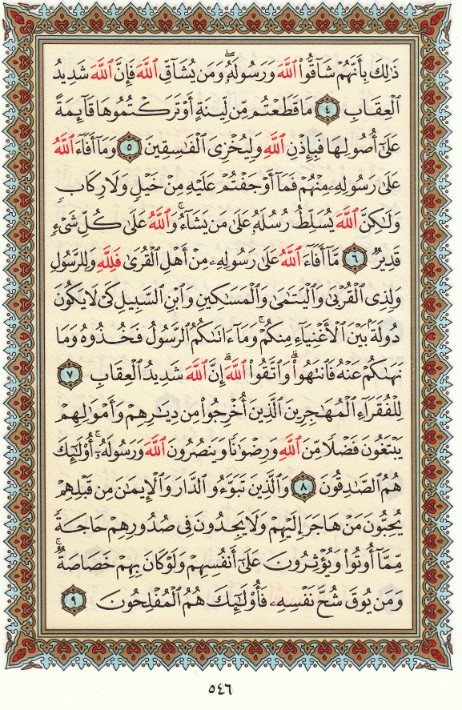 ذَٰلِكَ بِأَنَّهُمْ شَاقُّوا۟ ٱللَّهَ وَرَسُولَهُۥ ۖ وَمَن يُشَآقِّ ٱللَّهَ فَإِنَّ ٱللَّهَ شَدِيدُ
ٱلْعِقَابِ ٤ مَا قَطَعْتُم مِّن لِّينَةٍ أَوْ تَرَكْتُمُوهَا قَآئِمَةً
عَلَىٰٓ أُصُولِهَا فَبِإِذْنِ ٱللَّهِ وَلِيُخْزِىَ ٱلْفَـٰسِقِينَ ٥ وَمَآ أَفَآءَ ٱللَّهُ
عَلَىٰ رَسُولِهِۦ مِنْهُمْ فَمَآ أَوْجَفْتُمْ عَلَيْهِ مِنْ خَيْلٍ وَلَا رِكَابٍ
وَلَـٰكِنَّ ٱللَّهَ يُسَلِّطُ رُسُلَهُۥ عَلَىٰ مَن يَشَآءُ ۚ وَٱللَّهُ عَلَىٰ كُلِّ شَىْءٍ
قَدِيرٌ ٦ مَّآ أَفَآءَ ٱللَّهُ عَلَىٰ رَسُولِهِۦ مِنْ أَهْلِ ٱلْقُرَىٰ فَلِلَّهِ وَلِلرَّسُولِ
وَلِذِى ٱلْقُرْبَىٰ وَٱلْيَتَـٰمَىٰ وَٱلْمَسَـٰكِينِ وَٱبْنِ ٱلسَّبِيلِ كَىْ لَا يَكُونَ
دُولَةًۢ بَيْنَ ٱلْأَغْنِيَآءِ مِنكُمْ ۚ وَمَآ ءَاتَىٰكُمُ ٱلرَّسُولُ فَخُذُوهُ وَمَا
نَهَىٰكُمْ عَنْهُ فَٱنتَهُوا۟ ۚ وَٱتَّقُوا۟ ٱللَّهَ ۖ إِنَّ ٱللَّهَ شَدِيدُ ٱلْعِقَابِ ٧
لِلْفُقَرَآءِ ٱلْمُهَـٰجِرِينَ ٱلَّذِينَ أُخْرِجُوا۟ مِن دِيَـٰرِهِمْ وَأَمْوَٰلِهِمْ
يَبْتَغُونَ فَضْلًا مِّنَ ٱللَّهِ وَرِضْوَٰنًا وَيَنصُرُونَ ٱللَّهَ وَرَسُولَهُۥٓ ۚ أُو۟لَـٰٓئِكَ
هُمُ ٱلصَّـٰدِقُونَ ٨ وَٱلَّذِينَ تَبَوَّءُو ٱلدَّارَ وَٱلْإِيمَـٰنَ مِن قَبْلِهِمْ
يُحِبُّونَ مَنْ هَاجَرَ إِلَيْهِمْ وَلَا يَجِدُونَ فِى صُدُورِهِمْ حَاجَةً
مِّمَّآ أُوتُوا۟ وَيُؤْثِرُونَ عَلَىٰٓ أَنفُسِهِمْ وَلَوْ كَانَ بِهِمْ خَصَاصَةٌ ۚ
وَمَن يُوقَ شُحَّ نَفْسِهِۦ فَأُو۟لَـٰٓئِكَ هُمُ ٱلْمُفْلِحُونَ ٩
٥٤٦